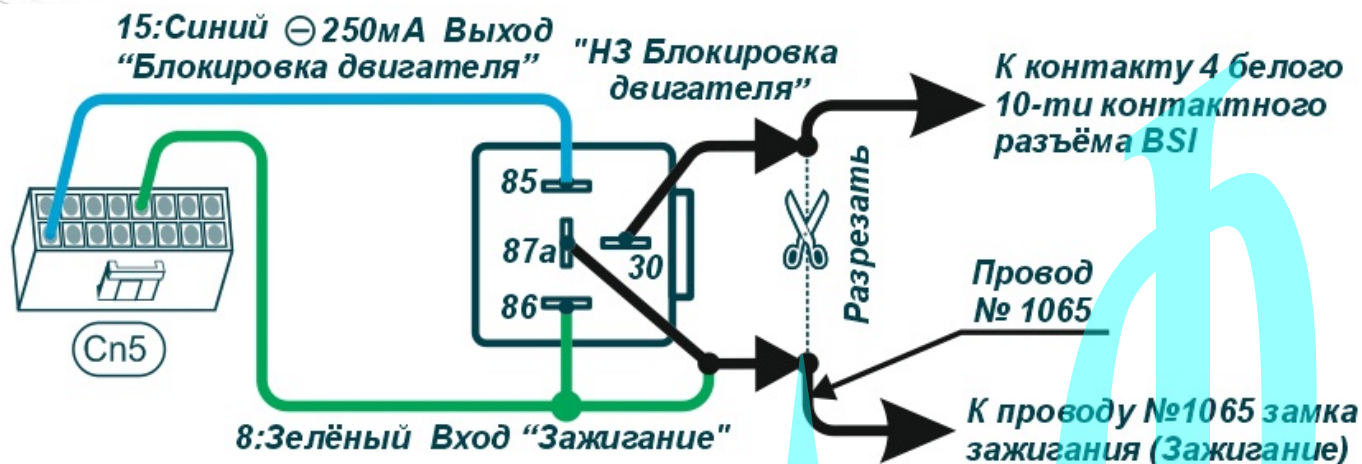 15:Синий ⊖ 250мА Выход
“Блокировка двигателя”
"НЗ Блокировка
двигателя”
К контакту 4 белого
10-ти контактного
разъёма BSI
85
87а
30
86
Разрезать
Провод
№ 1065
Cn5
8:Зелёный Вход “Зажигание"
К проводу №1065 замка
зажигания (Зажигание)